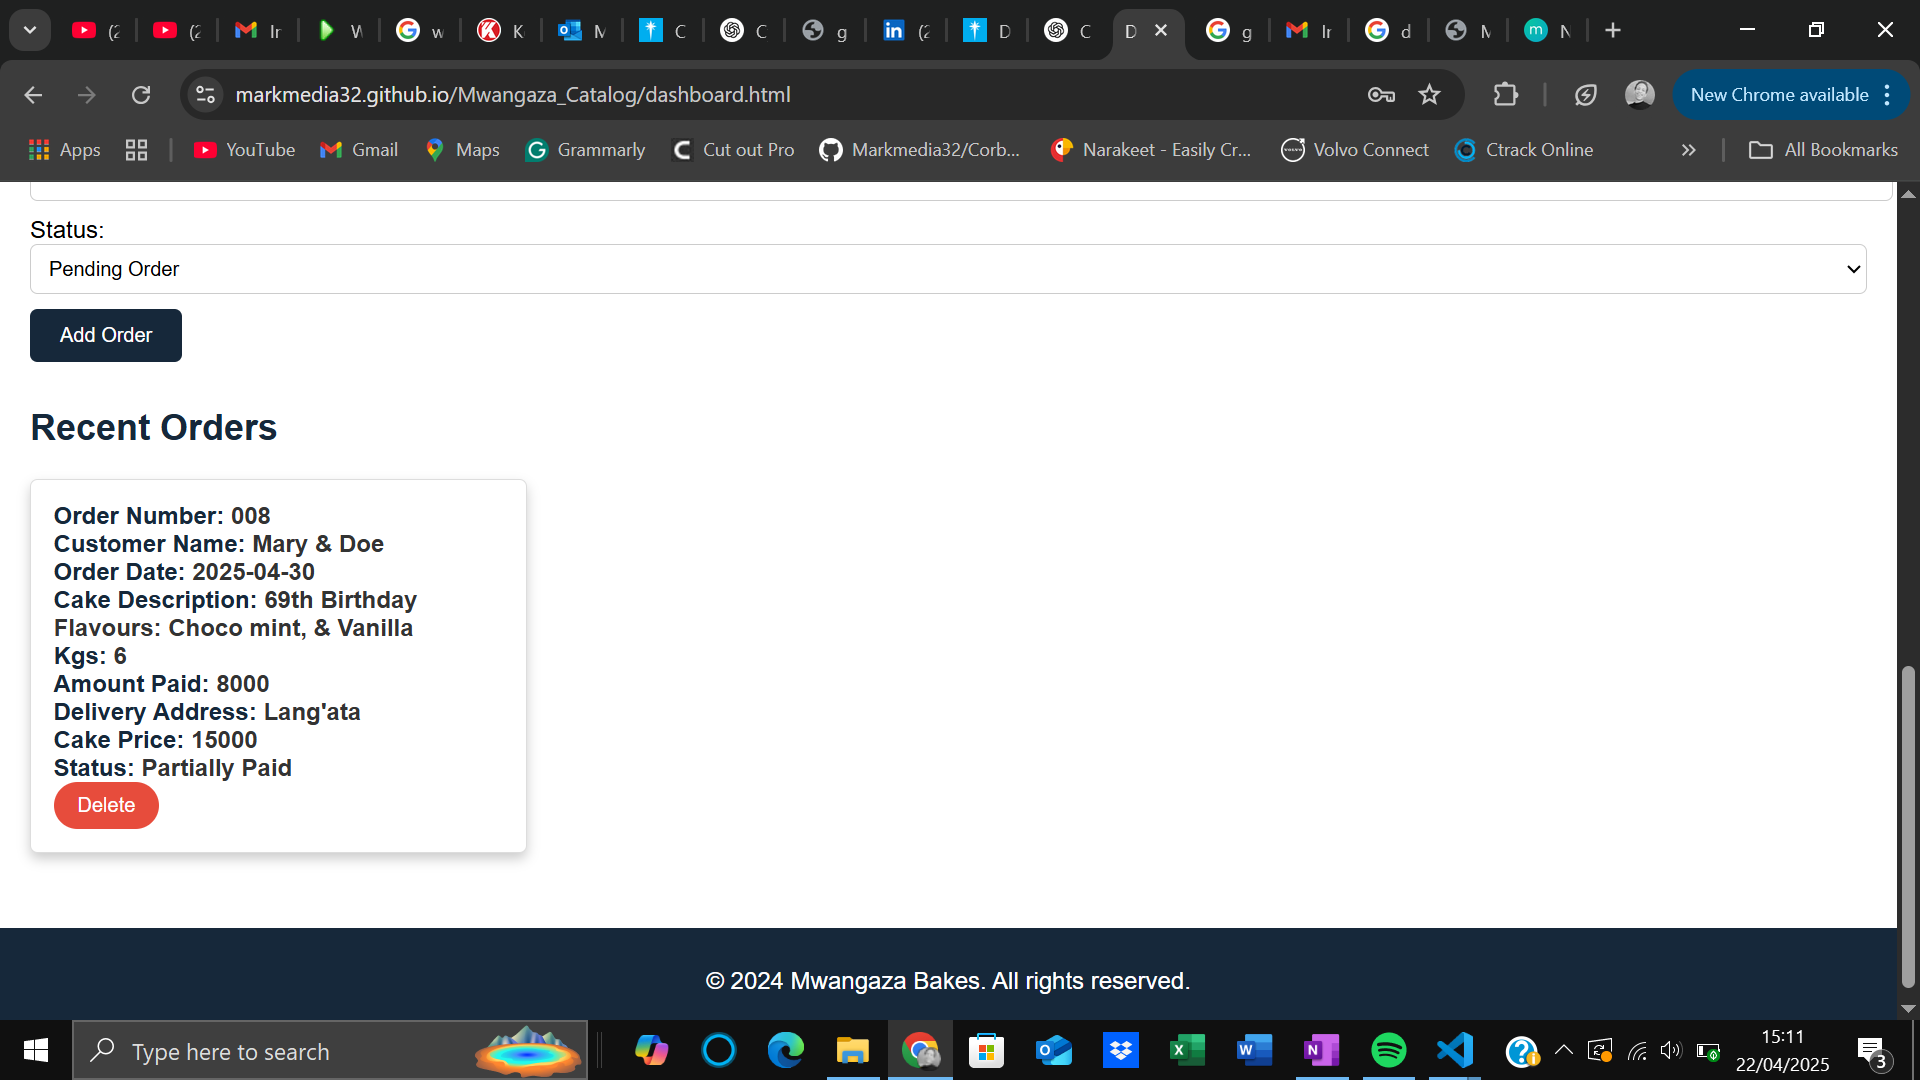 (2
(2
Ir
W
w
K
M
C
C
g
(2
D
C
D
g
Ir
d
M
N
markmedia32.github.io/Mwangaza_Catalog/dashboard.html
New Chrome available
Apps
YouTube
Gmail
Maps
Grammarly
Cut out Pro
Markmedia32/Corb...
Narakeet - Easily Cr...
Volvo Connect
Ctrack Online
All Bookmarks
Status:
Pending Order
Add Order
Recent Orders
Order Number: 008
Customer Name: Mary & Doe
Order Date: 2025-04-30
Cake Description: 69th Birthday
Flavours: Choco mint, & Vanilla
Kgs: 6
Amount Paid: 8000
Delivery Address: Lang'ata
Cake Price: 15000
Status: Partially Paid
Delete
© 2024 Mwangaza Bakes. All rights reserved.
Type here to search
15:11
22/04/2025
3